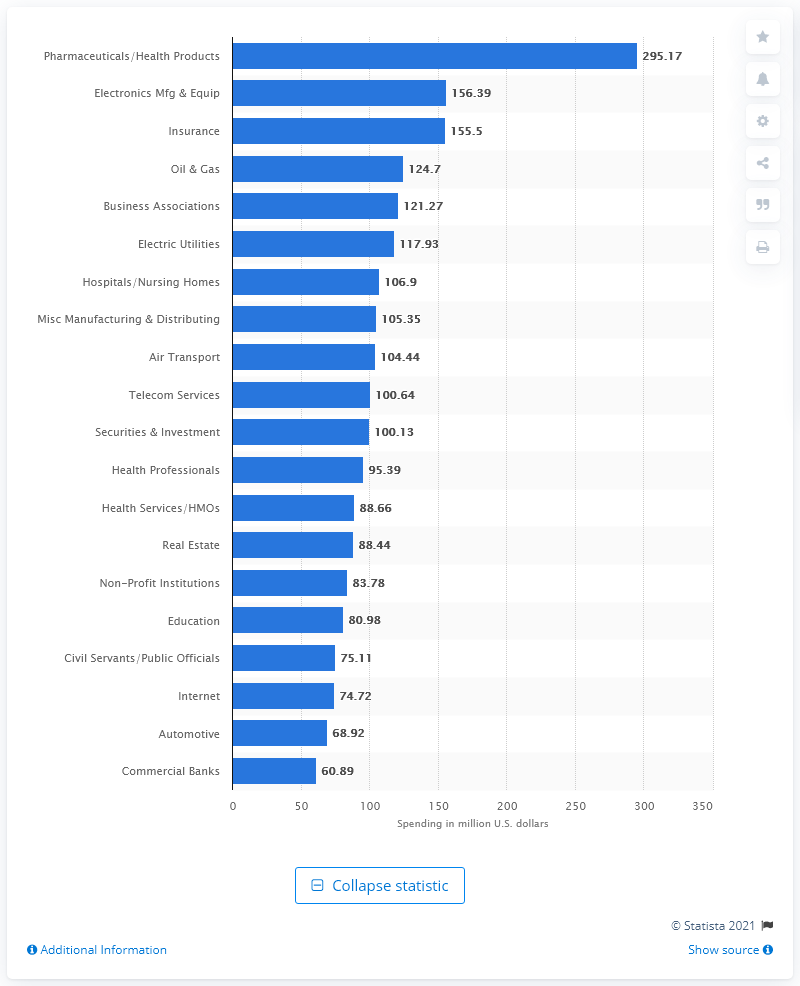 Pharmaceuticals/Health Products 295.17
Electronics Mfg & Equip 156.39
Insurance 155.5
Oil & Gas 124.7
Business Associations 121.27
Electric Utilities 117.93
Hospitals/Nursing Homes 106.9
Misc Manufacturing & Distributing 105.35
Air Transport 104.44
Telecom Services 100.64
Securities & Investment 100.13
Health Professionals 95.39
Health Services/HMOs 88.66
Real Estate 88.44
Non-Profit Institutions 83.78
Education 80.98
Civil Servants/Public Officials 75.11
Internet 74.72
Automotive 68.92
Commercial Banks 60.89
0 50 100 150 200 250 300 350
Spending in million U.S. dollars
Collapse statistic
© Statista 2021
Additional Information
Show source